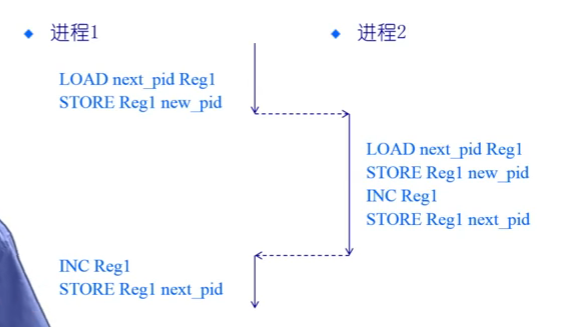 进程1
进程2
LOAD next_pid Reg1
STORE Reg1 new_pid
LOAD next_pid Reg1
STORE Reg1 new_pid
INC Reg1
STORE Reg1 next_pid
INC Reg1
STORE Reg1 next_pid